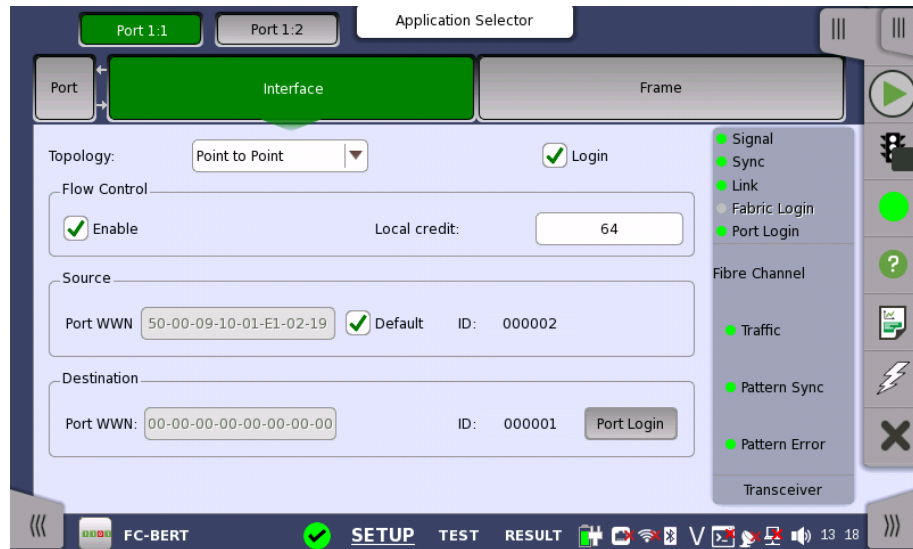 Application Selector
Port 1:1
Port 1:2
Port
Interface
Frame
Topology:
Point to Point
Login
Flow Control
Enable
Local credit:
64
Source
Port WWN
50-00-09-10-01-E1-02-19
Default
ID:
000002
Destination
Port WWN:
00-00-00-00-00-00-00-00
ID:
000001
Port Login
Signal
Sync
Link
Fabric Login
Port Login
Fibre Channel
Traffic
Pattern Sync
Pattern Error
Transceiver
FC-BERT
SETUP
TEST
RESULT
V
13 18